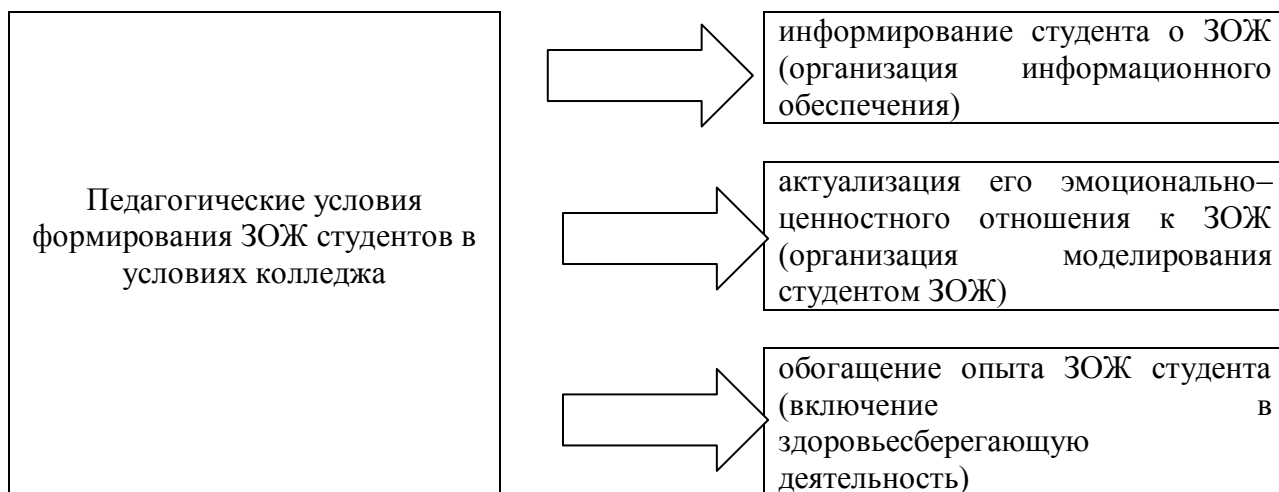 Педагогические условия
формирования ЗОЖ студентов в
условиях колледжа
информирование студента о ЗОЖ
(организация информационного
обеспечения)
актуализация его эмоционально–
ценностного отношения к ЗОЖ
(организация моделирования
студентом ЗОЖ)
обогащение опыта ЗОЖ студента
(включение в
здоровьесберегающую
деятельность)